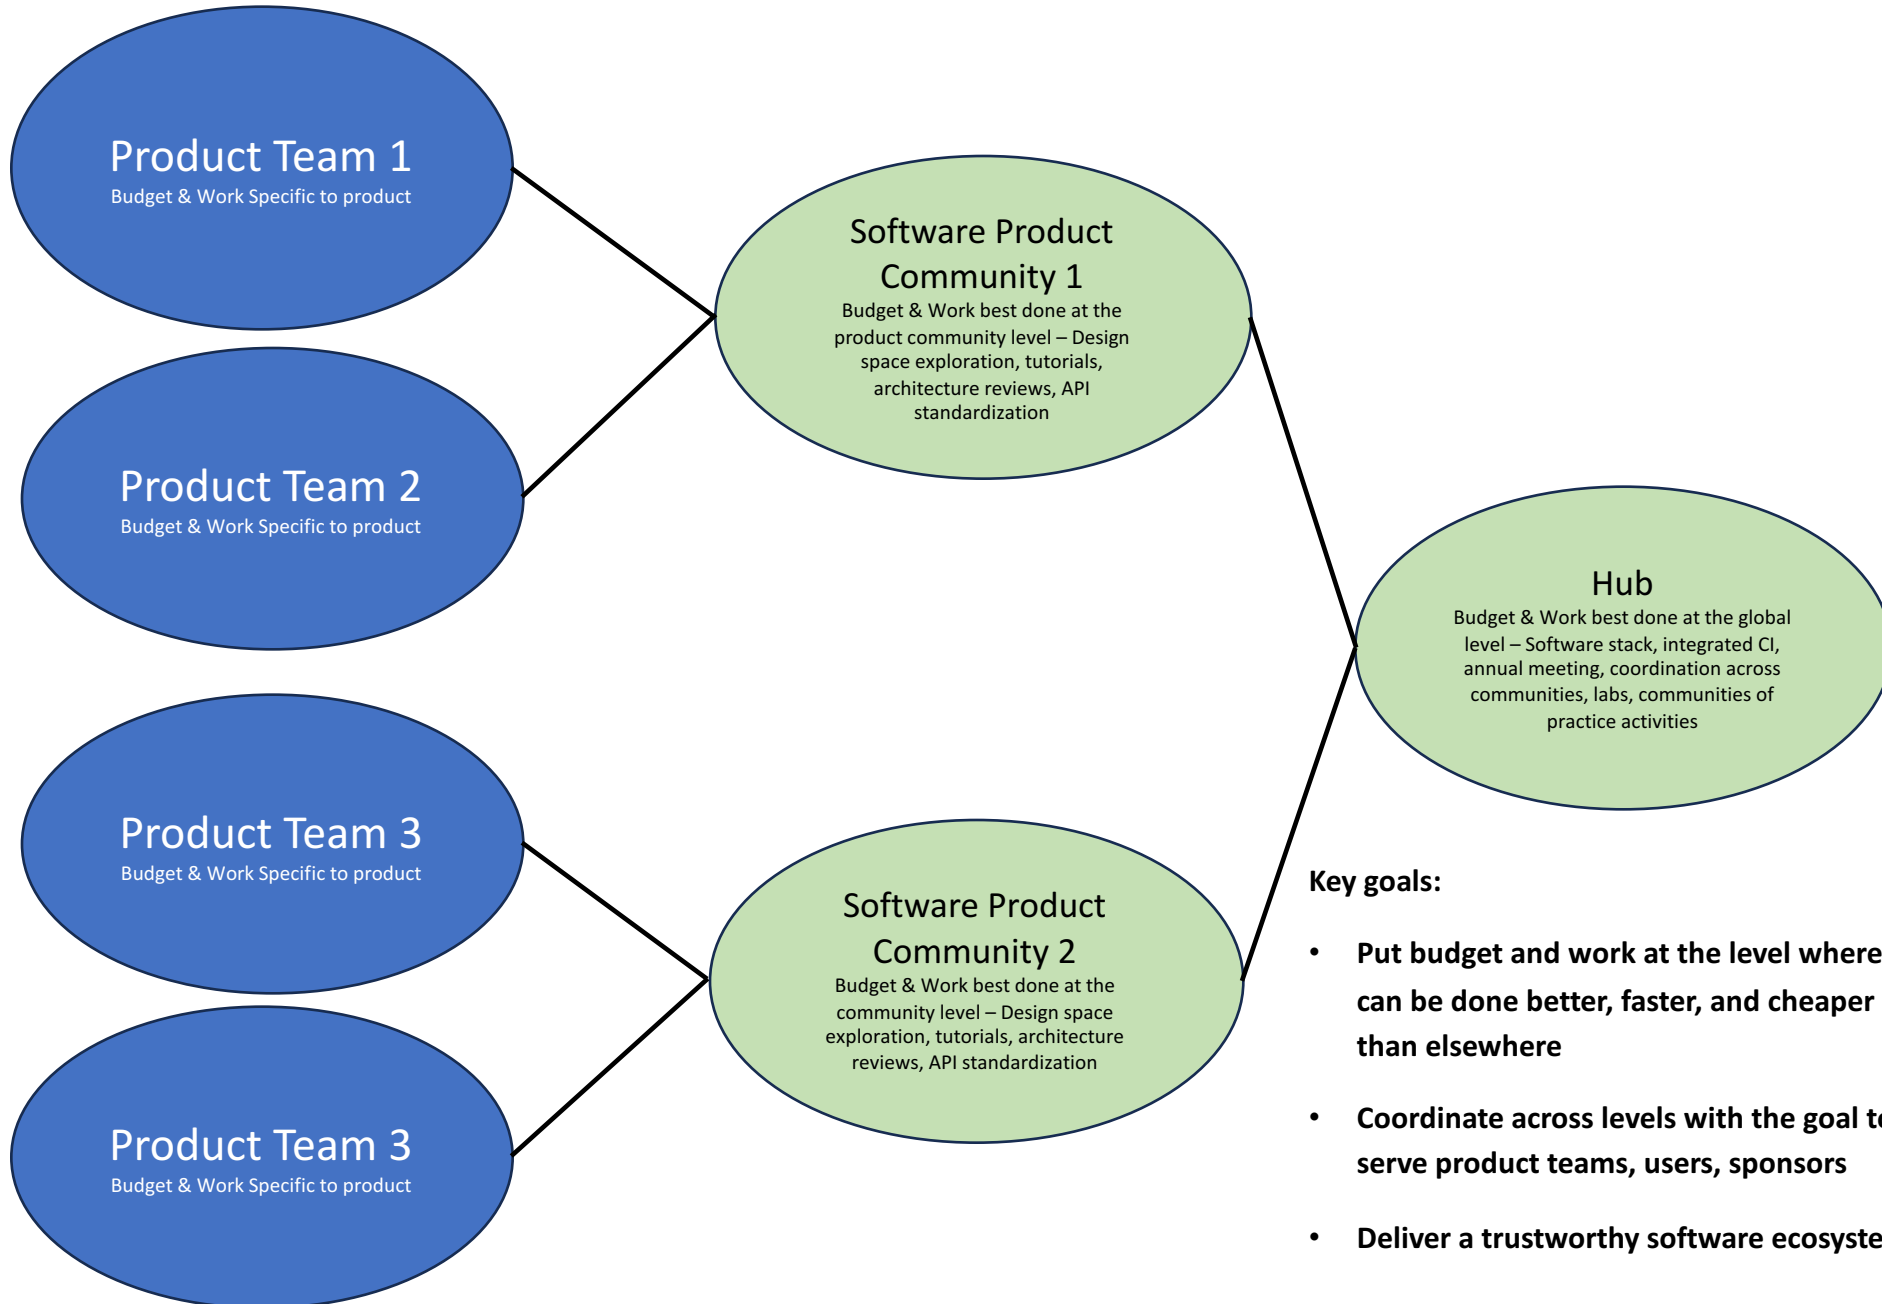 Product Team 1
Budget & Work Specific to product
Product Team 2
Budget & Work Specific to product
Product Team 3
Budget & Work Specific to product
Product Team 3
Budget & Work Specific to product
Software Product
Community 1
Budget & Work best done at the
product community level – Design
space exploration, tutorials,
architecture reviews, API
standardization
Software Product
Community 2
Budget & Work best done at the
community level – Design space
exploration, tutorials, architecture
reviews, API standardization
Hub
Budget & Work best done at the global
level – Software stack, integrated CI,
annual meeting, coordination across
communities, labs, communities of
practice activities
Key goals:
• Put budget and work at the level where
can be done better, faster, and cheaper
than elsewhere
• Coordinate across levels with the goal
serve product teams, users, sponsors
• Deliver a trustworthy software